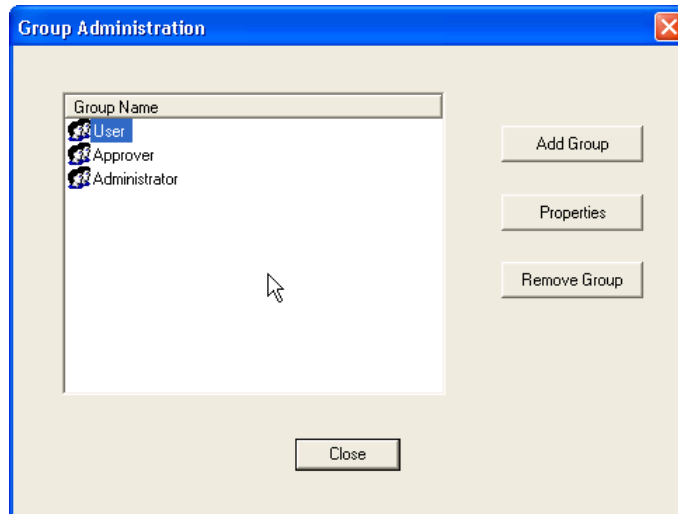 Group Administration
Group Name
User
Approver
Administrator
Add Group
Properties
Remove Group
Close